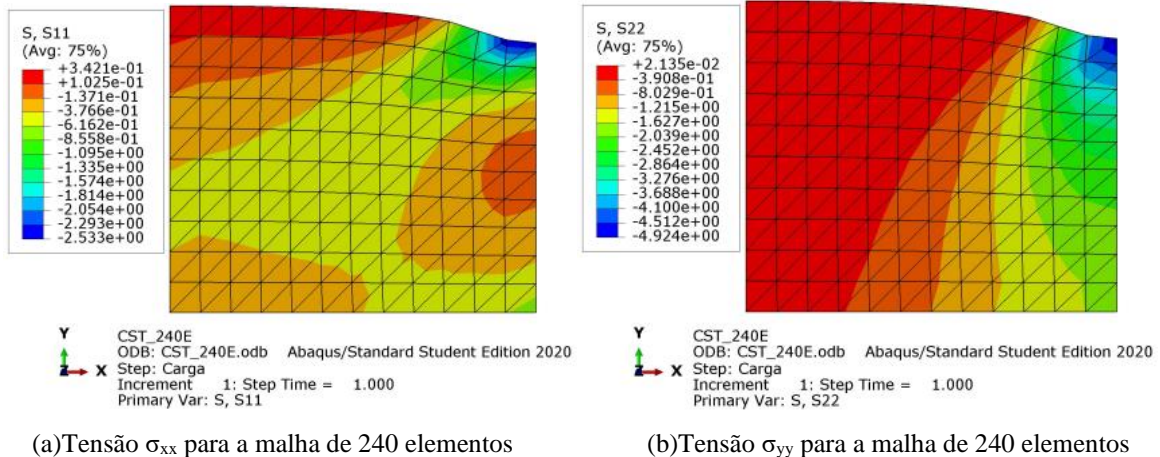 S, S11
(Avg: 75%)
+3.421e-01
+1.025e-01
-1.371e-01
-3.766e-01
-6.162e-01
-8.558e-01
-1.095e+00
-1.335e+00
-1.574e+00
-1.814e+00
-2.054e+00
-2.293e+00
-2.533e+00
Y
Z
X
CST_240E
ODB: CST_240E.odb Abaqus/Standard Student Edition 2020
Step: Carga
Increment 1: Step Time = 1.000
Primary Var: S, S11
(a)Tensão σxx para a malha de 240 elementos
S, S22
(Avg: 75%)
+2.135e-02
-3.908e-01
-8.029e-01
-1.215e+00
-1.627e+00
-2.039e+00
-2.452e+00
-2.864e+00
-3.276e+00
-3.688e+00
-4.100e+00
-4.512e+00
-4.924e+00
Y
Z
X
CST_240E
ODB: CST_240E.odb Abaqus/Standard Student Edition 2020
Step: Carga
Increment 1: Step Time = 1.000
Primary Var: S, S22
(b)Tensão σyy para a malha de 240 elementos